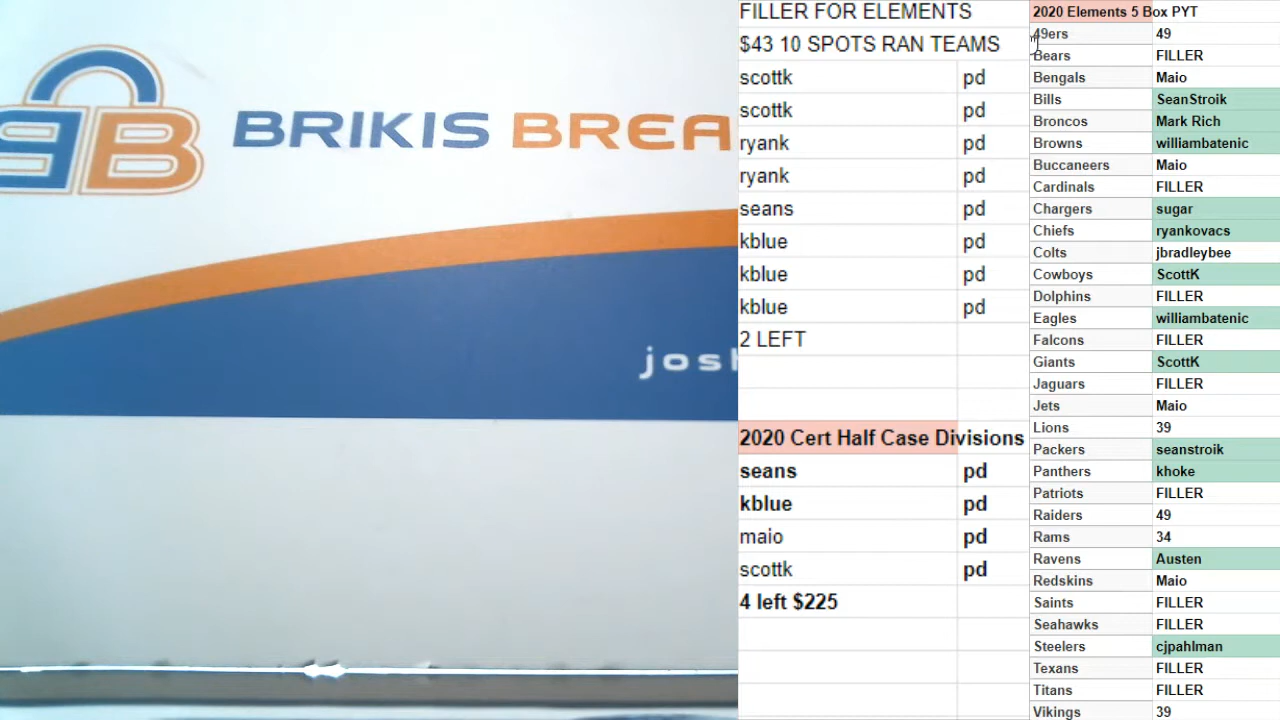 BB
BRIKIS BREA
josh
FILLER FOR ELEMENTS
$43 10 SPOTS RAN TEAMS
scottk pd
scottk pd
ryank pd
ryank pd
seans pd
kblue pd
kblue pd
kblue pd
2 LEFT
2020 Cert Half Case Divisions
seans pd
kblue pd
maio pd
scottk pd
4 left $225
2020 Elements 5 Box PYT
49ers 49
Bears FILLER
Bengals Maio
Bills SeanStroik
Broncos Mark Rich
Browns williambatenic
Buccaneers Maio
Cardinals FILLER
Chargers sugar
Chiefs ryankovacs
Colts jbradleybee
Cowboys ScottK
Dolphins FILLER
Eagles williambatenic
Falcons FILLER
Giants ScottK
Jaguars FILLER
Jets Maio
Lions 39
Packers seanstroik
Panthers khoke
Patriots FILLER
Raiders 49
Rams 34
Ravens Austen
Redskins Maio
Saints FILLER
Seahawks FILLER
Steelers cjpahlman
Texans FILLER
Titans FILLER
Vikings 39